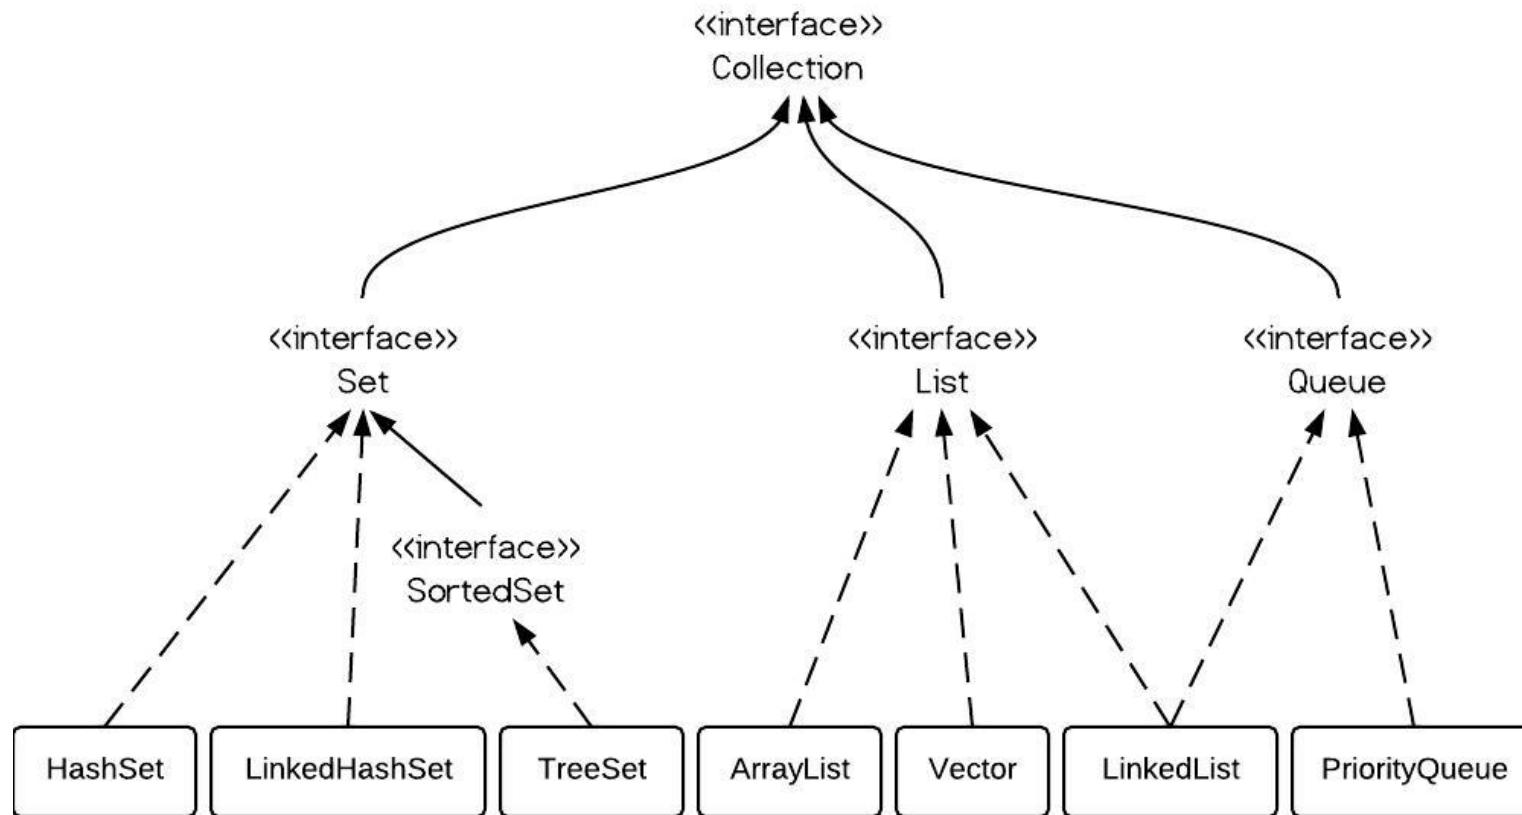 <<interface>>
Collection
<<interface>>
Set
<<interface>>
List
<<interface>>
Queue
<<interface>>
SortedSet
HashSet
LinkedHashSet
TreeSet
ArrayList
Vector
LinkedList
PriorityQueue